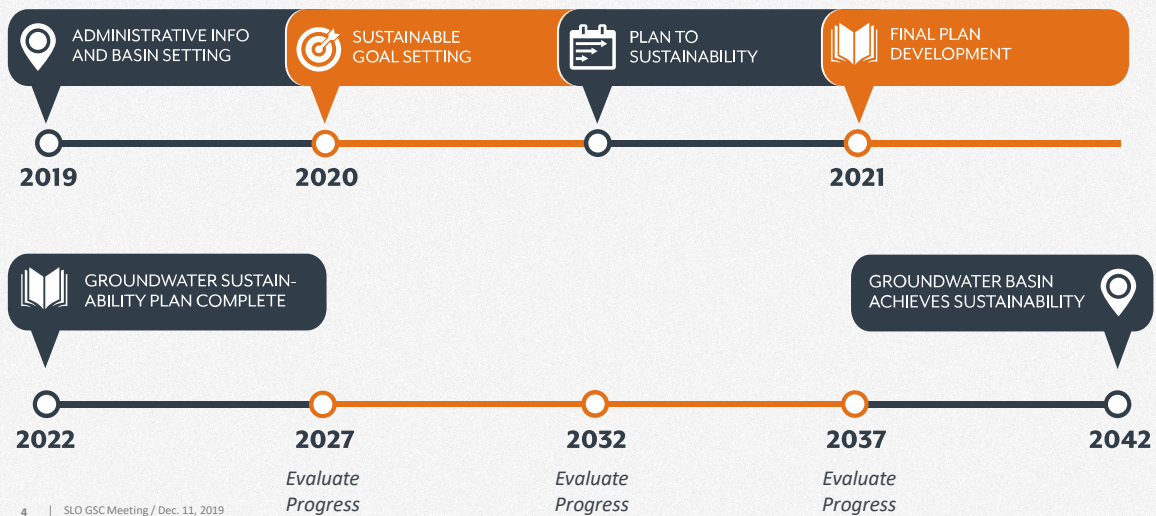 ADMINISTRATIVE INFO
AND BASIN SETTING
SUSTAINABLE
GOAL SETTING
PLAN TO
SUSTAINABILITY
FINAL PLAN
DEVELOPMENT
2019
2020
2021
GROUNDWATER SUSTAIN-
ABILITY PLAN COMPLETE
GROUNDWATER BASIN
ACHIEVES SUSTAINABILITY
2022
2027
2032
2037
2042
Evaluate
Progress
Evaluate
Progress
Evaluate
Progress
4 | SLO GSC Meeting / Dec. 11, 2019